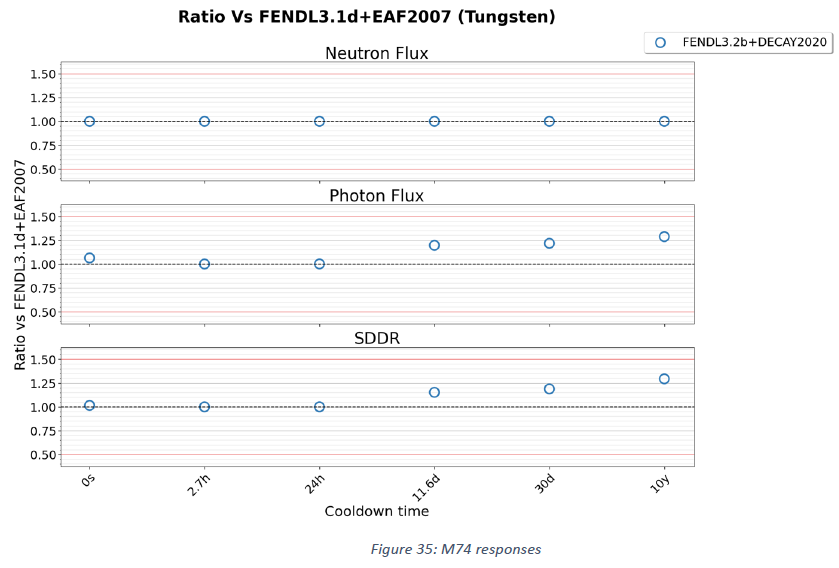 Ratio Vs FENDL3.1d+EAF2007 (Tungsten)
FENDL3.2b+DECAY2020
Neutron Flux
1.50
1.25
1.00
0.75
0.50
Photon Flux
1.50
1.25
1.00
0.75
0.50
SDDR
1.50
1.25
1.00
0.75
0.50
Ratio vs FENDL3.1d+EAF2007
0s
2.7h
24h
11.6d
30d
10y
Cooldown time
Figure 35: M74 responses